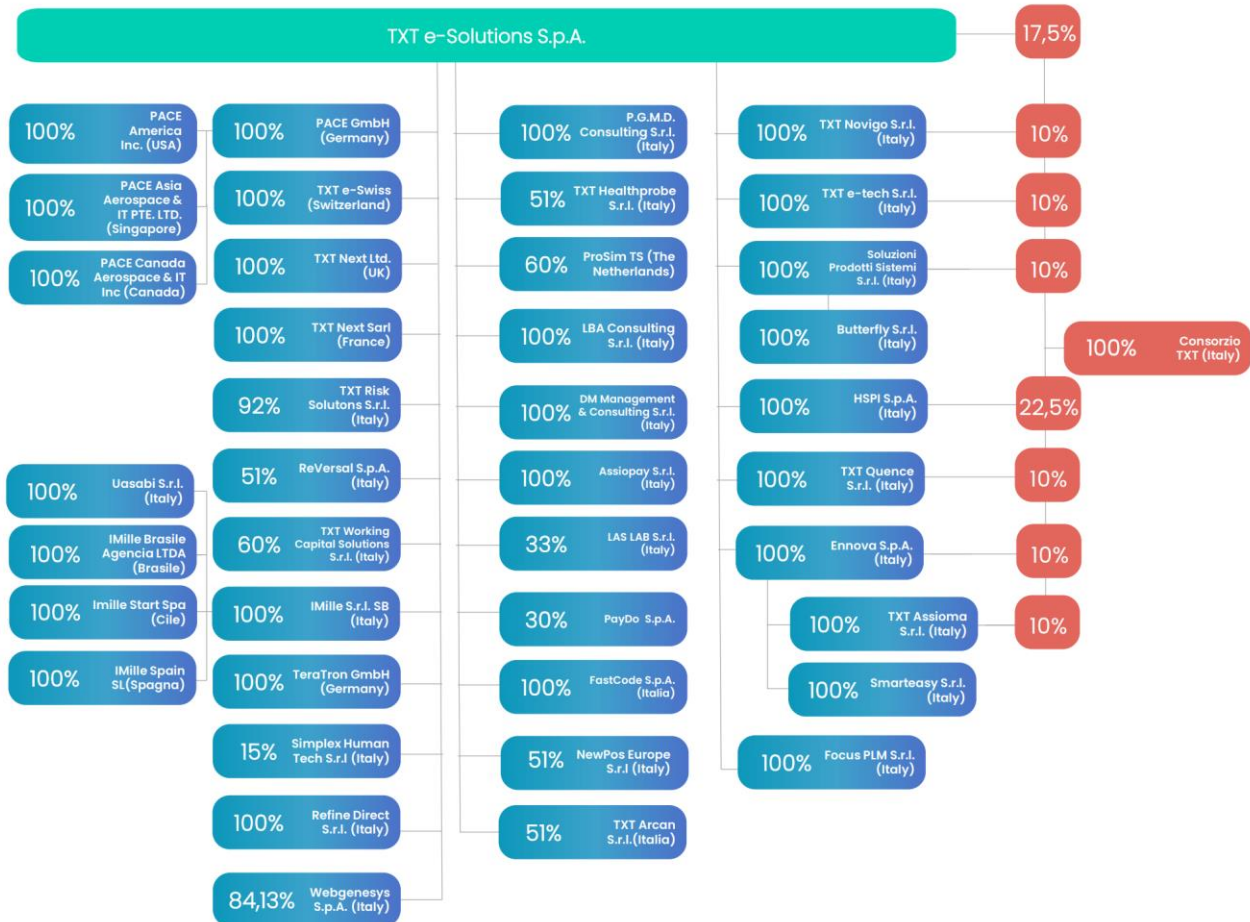 TXT e-Solutions S.p.A.
17,5%
100%
PACE
America
Inc. (USA)
100%
PACE Asia
Aerospace &
IT PTE. LTD.
(Singapore)
100%
PACE Canada
Aerospace & IT
Inc (Canada)
100%
Uasabi S.r.l.
(Italy)
100%
IMille Brasile
Agencia LTDA
(Brasile)
100%
Imille Start Spa
(Cile)
100%
IMille Spain
SL(Spagna)
100%
PACE GmbH
(Germany)
100%
TXT e-Swiss
(Switzerland)
100%
TXT Next Ltd.
(UK)
100%
TXT Next Sarl
(France)
92%
TXT Risk
Solutons S.r.l.
(Italy)
51%
ReVersal S.p.A.
(Italy)
60%
TXT Working
Capital Solutions
S.r.l. (Italy)
100%
IMille S.r.l. SB
(Italy)
100%
TeraTron GmbH
(Germany)
15%
Simplex Human
Tech S.r.l (Italy)
100%
Refine Direct
S.r.l. (Italy)
84,13%
Webgenesys
S.p.A. (Italy)
100%
P.G.M.D.
Consulting S.r.l.
(Italy)
51%
TXT Healthprobe
S.r.l. (Italy)
60%
ProSim TS (The
Netherlands)
100%
LBA Consulting
S.r.l. (Italy)
100%
DM Management
& Consulting S.r.l.
(Italy)
100%
Assiopay S.r.l.
(Italy)
33%
LAS LAB S.r.l.
(Italy)
30%
PayDo S.p.A.
100%
FastCode S.p.A.
(Italia)
51%
NewPos Europe
S.r.l (Italy)
51%
TXT Arcan
S.r.l.(Italia)
100%
TXT Novigo S.r.l.
(Italy)
10%
100%
TXT e-tech S.r.l.
(Italy)
10%
100%
Soluzioni
Prodotti Sistemi
S.r.l. (Italy)
10%
100%
Butterfly S.r.l.
(Italy)
100%
Consorzio
TXT (Italy)
100%
HSPI S.p.A.
(Italy)
22,5%
100%
TXT Quence
S.r.l. (Italy)
10%
100%
Ennova S.p.A.
(Italy)
10%
100%
TXT Assioma
S.r.l. (Italy)
10%
100%
Smarteasy S.r.l.
(Italy)
100%
Focus PLM S.r.l.
(Italy)